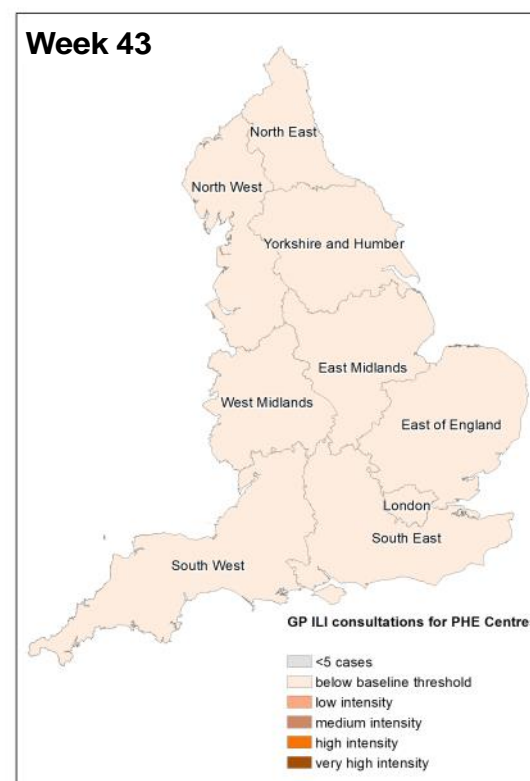 Week 43
North East
North West
Yorkshire and Humber
East Midlands
West Midlands
East of England
London
South East
South West
GP ILI consultations for PHE Centre
<5 cases
below baseline threshold
low intensity
medium intensity
high intensity
very high intensity